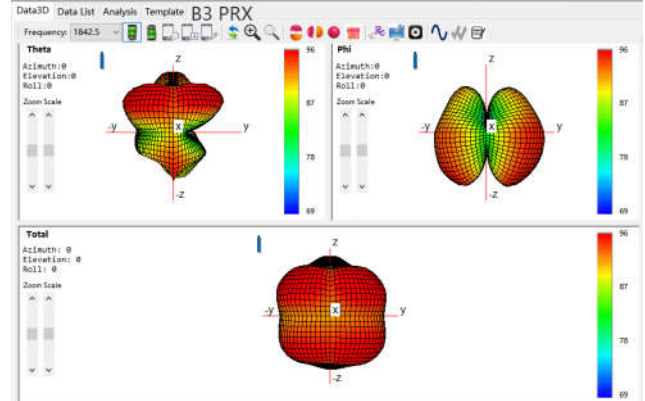 Data3D Data List Analysis Template B3 PRX
Frequency: 1842.5
Theta
Azimuth:0
Elevation:0
Roll:0
Zoom Scale
z
-y
x
y
-z
96
87
78
69
Phi
Azimuth:0
Elevation:0
Roll:0
Zoom Scale
z
-y
x
y
-z
96
87
78
69
Total
Azimuth: 0
Elevation: 0
Roll: 0
Zoom Scale
z
-y
x
y
-z
96
87
78
69